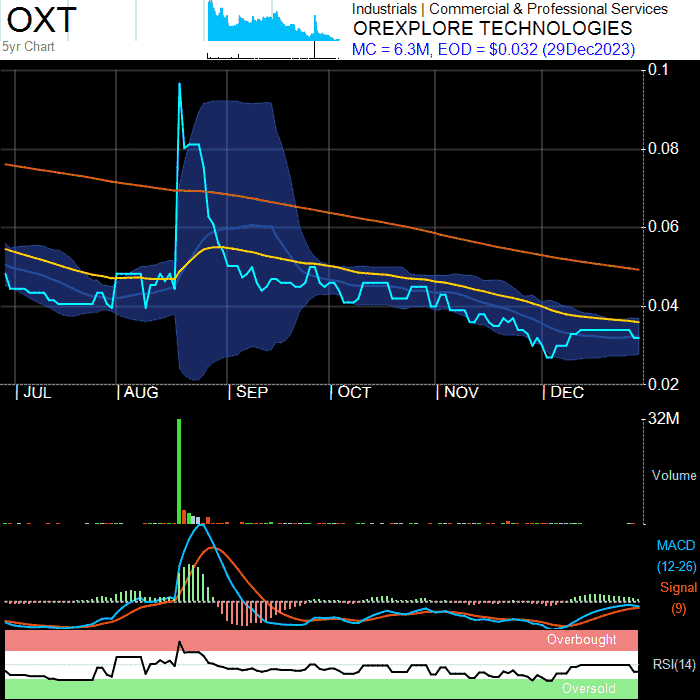 OXT
5yr Chart
Industrials | Commercial & Professional Services
OREXPLORE TECHNOLOGIES
MC = 6.3M, EOD = $0.032 (29Dec2023)
0.1
0.08
0.06
0.04
0.02
| JUL | AUG | SEP | OCT | NOV | DEC
32M
Volume
MACD
(12-26)
Signal
(9)
Overbought
RSI(14)
Oversold